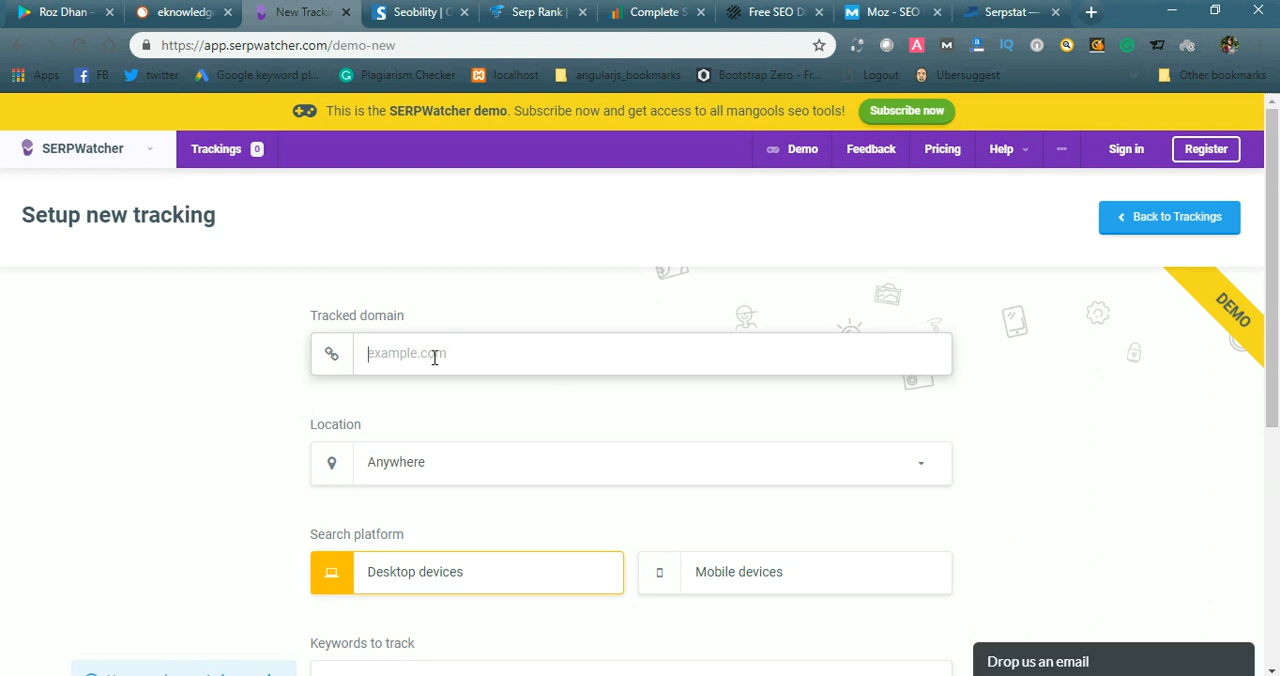 Roz Dhan - eknowledge New Trackin Seobility | C Serp Rank | Complete S Free SEO D Moz - SEO Serpstat —
https://app.serpwatcher.com/demo-new
Apps FB twitter Google keyword pl... Plagiarism Checker localhost angularjs_bookmarks Bootstrap Zero - Fr... Logout Ubersuggest » Other bookmarks
This is the SERPWatcher demo. Subscribe now and get access to all mangools seo tools! Subscribe now
SERPWatcher Trackings 0 Demo Feedback Pricing Help Sign in Register
Setup new tracking
Back to Trackings
DEMO
Tracked domain
example.com
Location
Anywhere
Search platform
Desktop devices Mobile devices
Keywords to track
Drop us an email